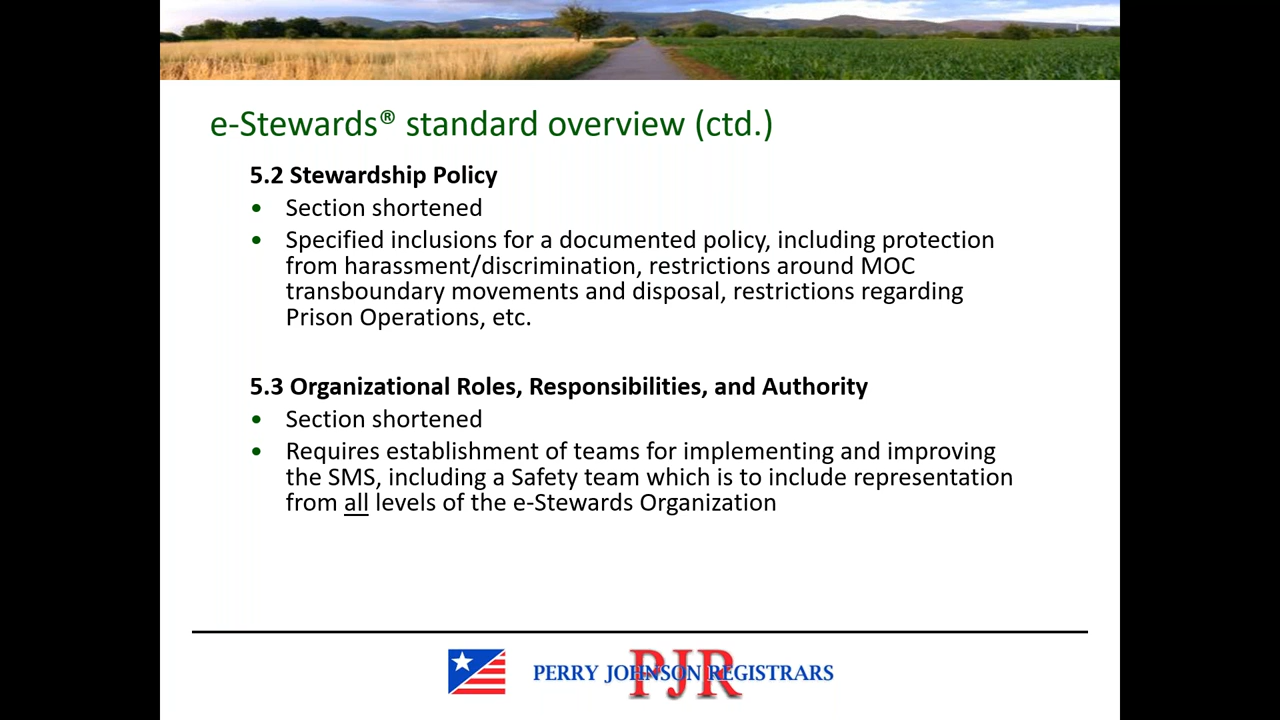 e-Stewards® standard overview (ctd.)
5.2 Stewardship Policy
• Section shortened
• Specified inclusions for a documented policy, including protection
from harassment/discrimination, restrictions around MOC
transboundary movements and disposal, restrictions regarding
Prison Operations, etc.
5.3 Organizational Roles, Responsibilities, and Authority
• Section shortened
• Requires establishment of teams for implementing and improving
the SMS, including a Safety team which is to include representation
from all levels of the e-Stewards Organization
PJR
PERRY JOHNSON REGISTRARS